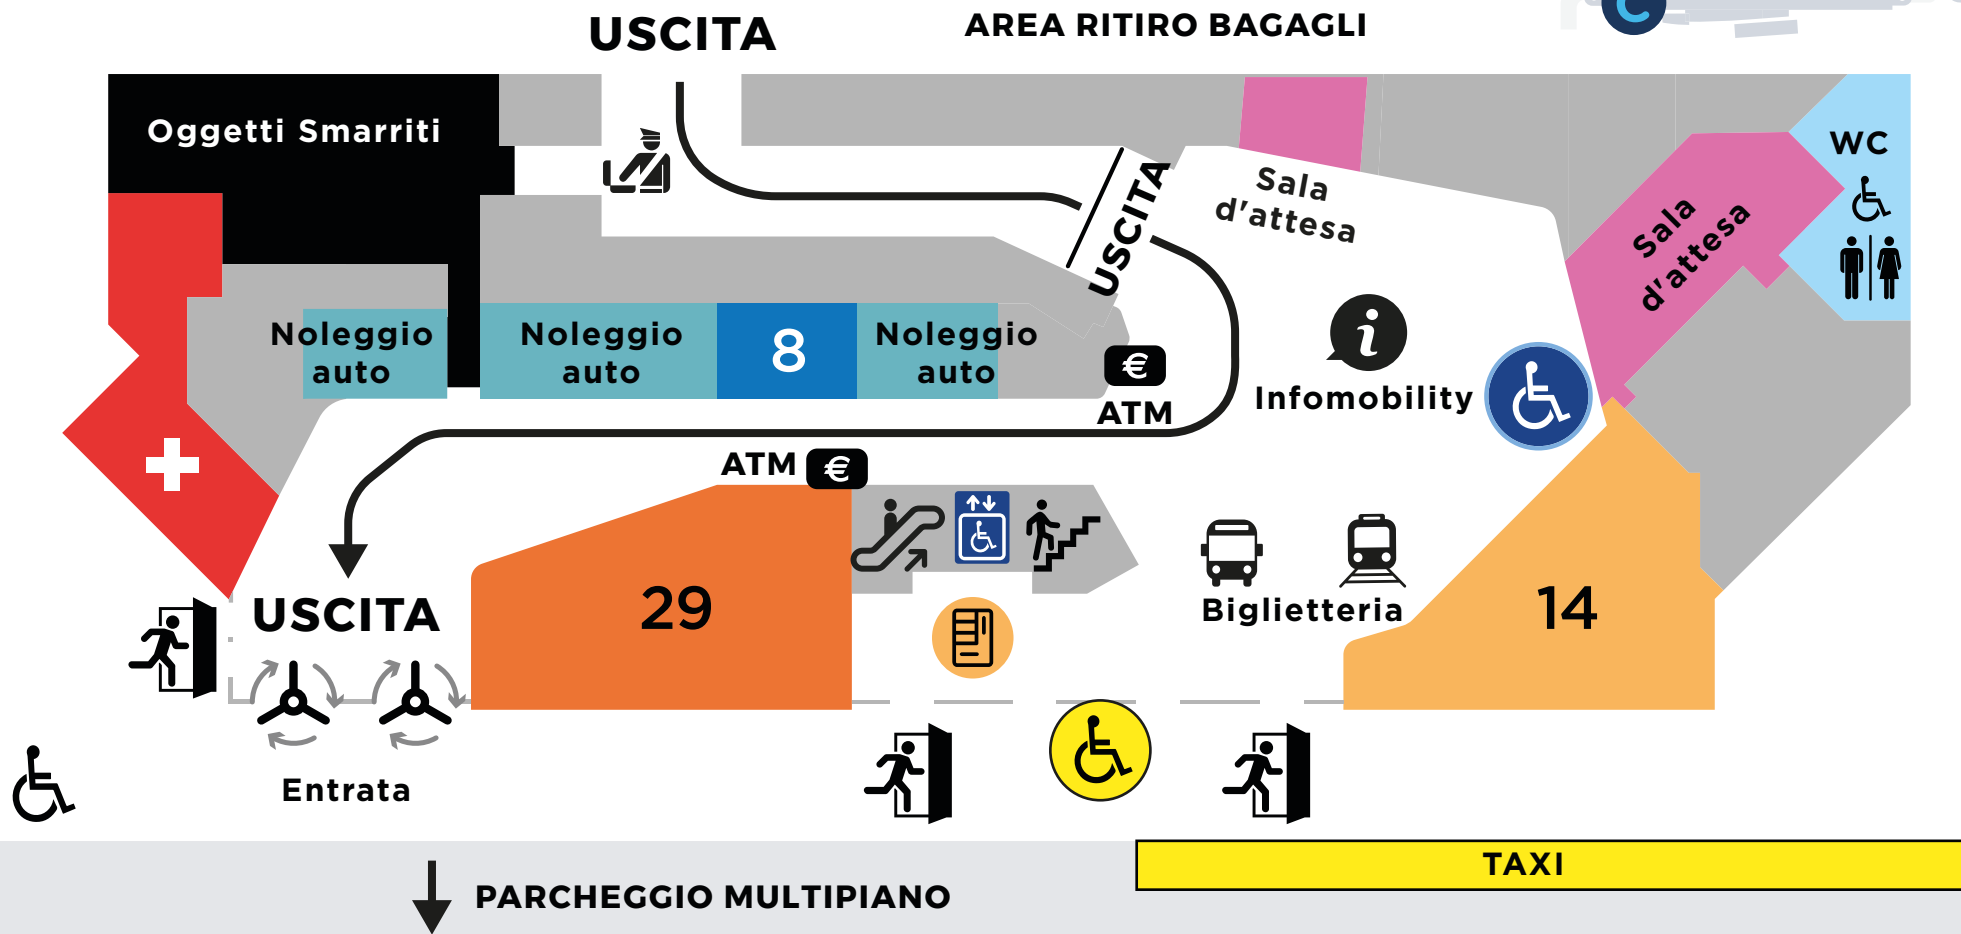 USCITA
AREA RITIRO BAGAGLI
C
Oggetti Smarriti
WC
USCITA
Sala
d'attesa
Sala
d'attesa
Noleggio
auto
Noleggio
auto
8
Noleggio
auto
€
ATM
i
Infomobility
ATM €
29
14
USCITA
Biglietteria
Entrata
TAXI
PARCHEGGIO MULTIPIANO